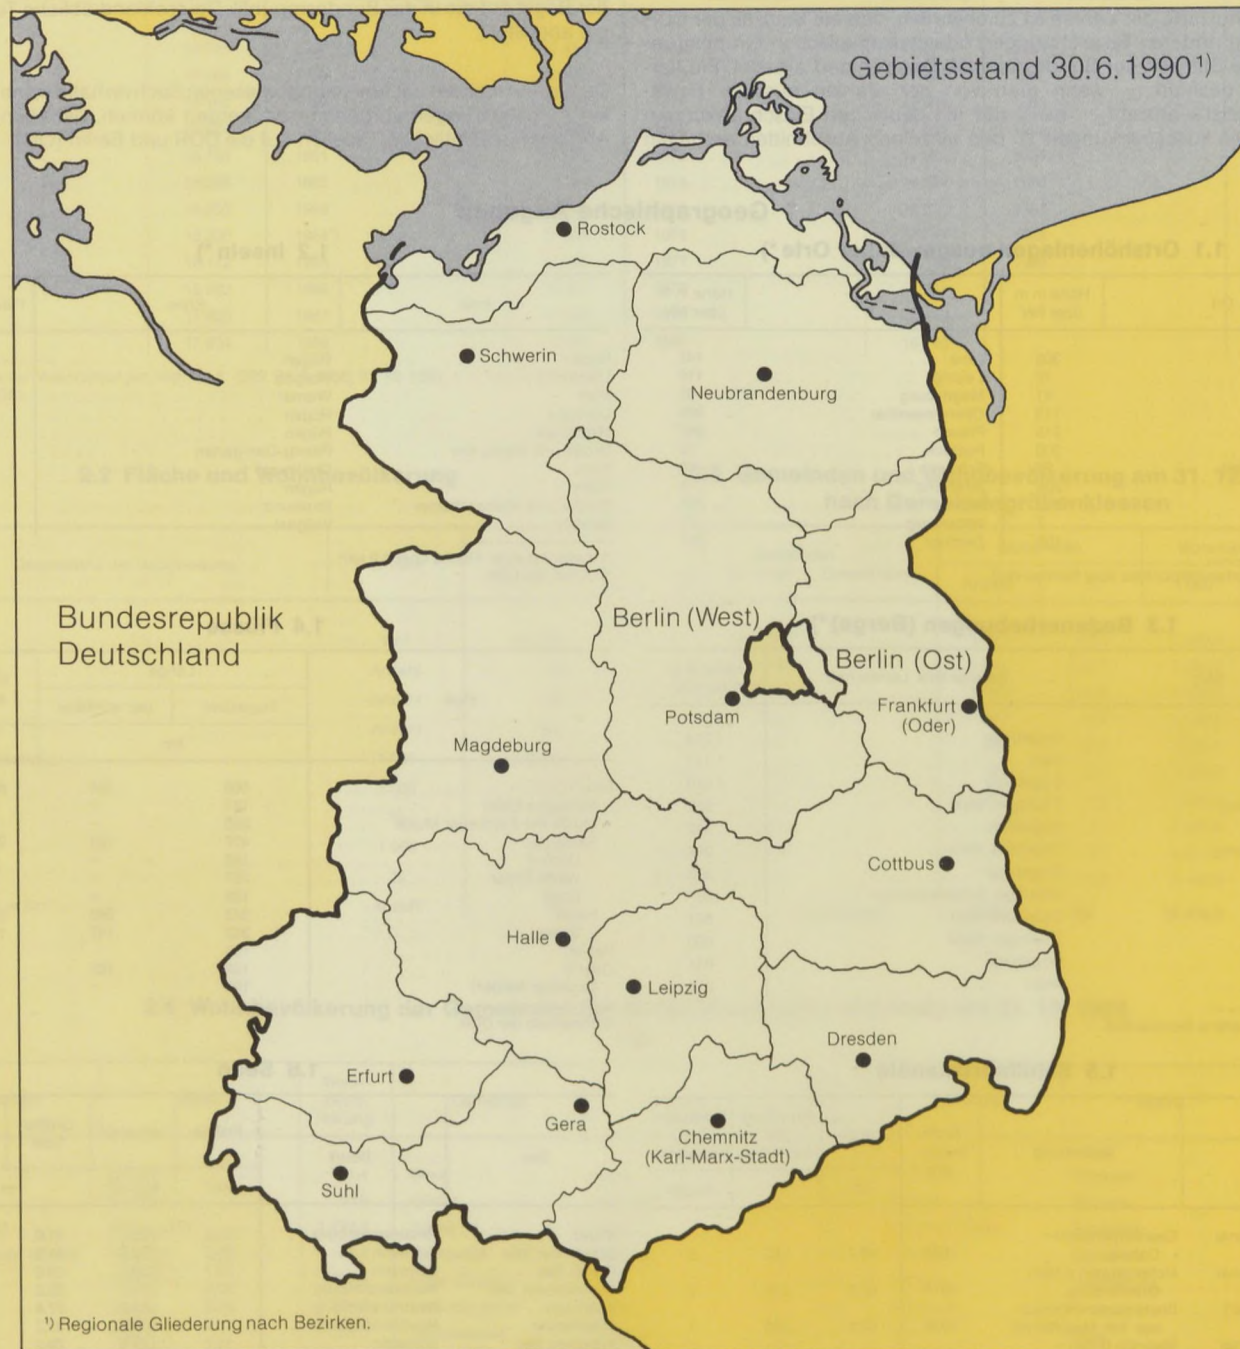 Gebietsstand 30.6.1990¹⁾
Rostock
Schwerin
Neubrandenburg
Bundesrepublik
Deutschland
Berlin (West)
Berlin (Ost)
Potsdam
Frankfurt
(Oder)
Magdeburg
Cottbus
Halle
Leipzig
Dresden
Erfurt
Gera
Chemnitz
(Karl-Marx-Stadt)
Suhl
¹⁾ Regionale Gliederung nach Bezirken.